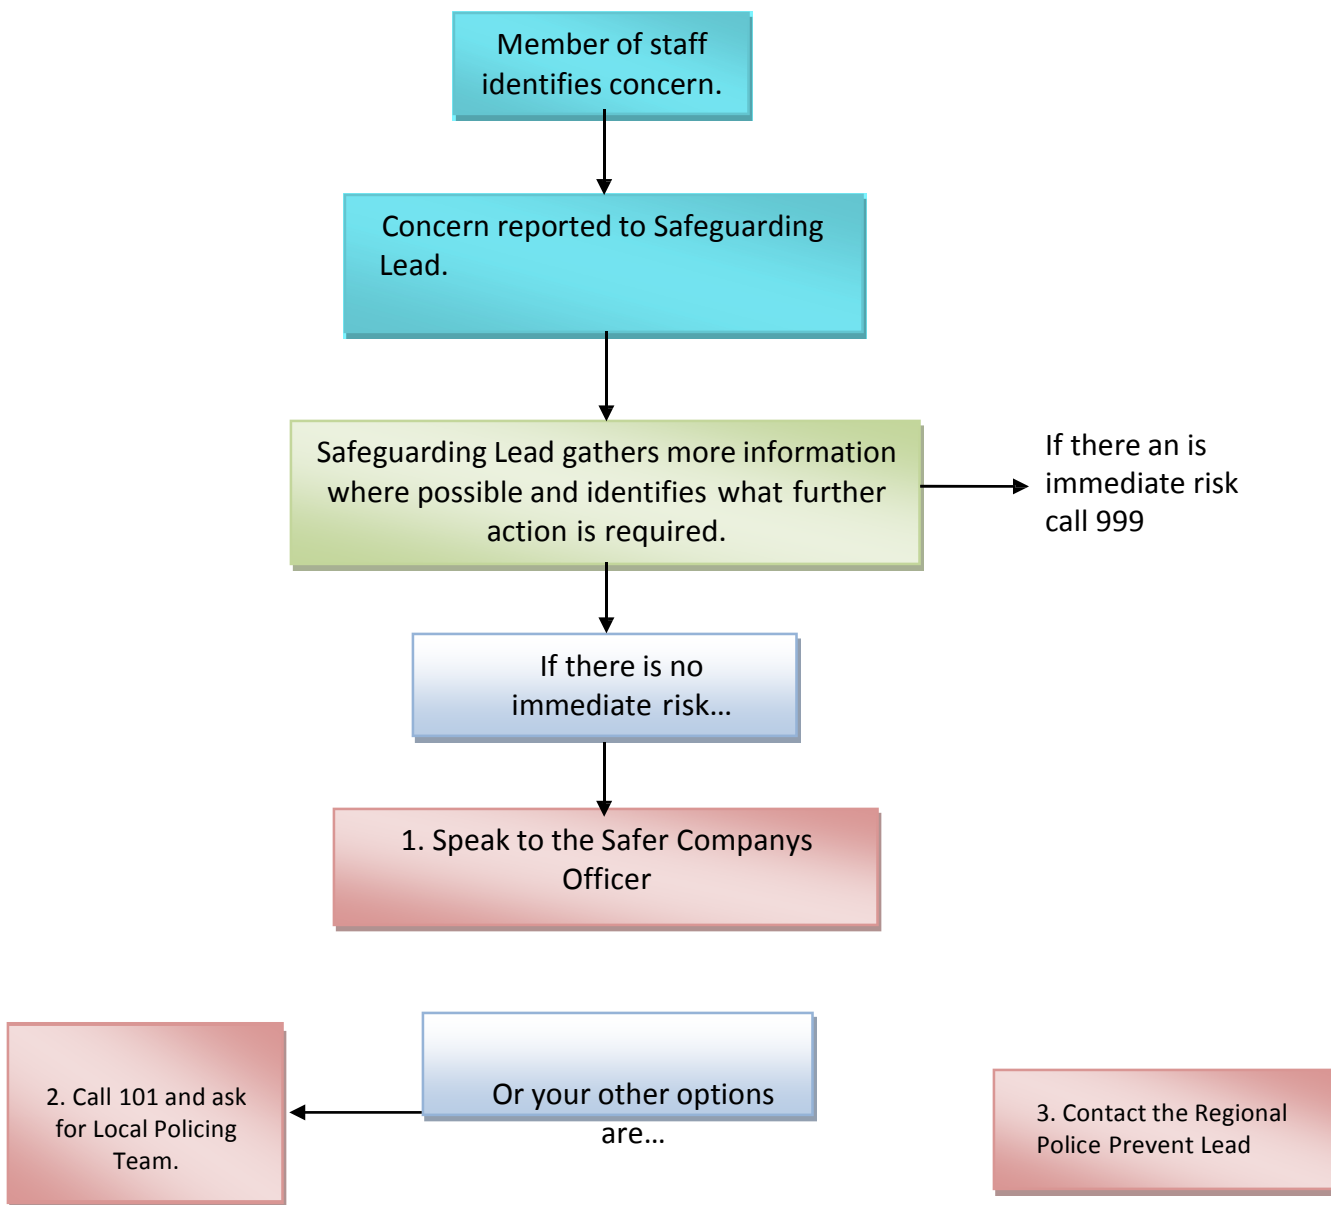 Member of staff
identifies concern.
Concern reported to Safeguarding
Lead.
Safeguarding Lead gathers more information
where possible and identifies what further
action is required.
If there an is
immediate risk
call 999
If there is no
immediate risk...
1. Speak to the Safer Companys
Officer
2. Call 101 and ask
for Local Policing
Team.
Or your other options
are...
3. Contact the Regional
Police Prevent Lead